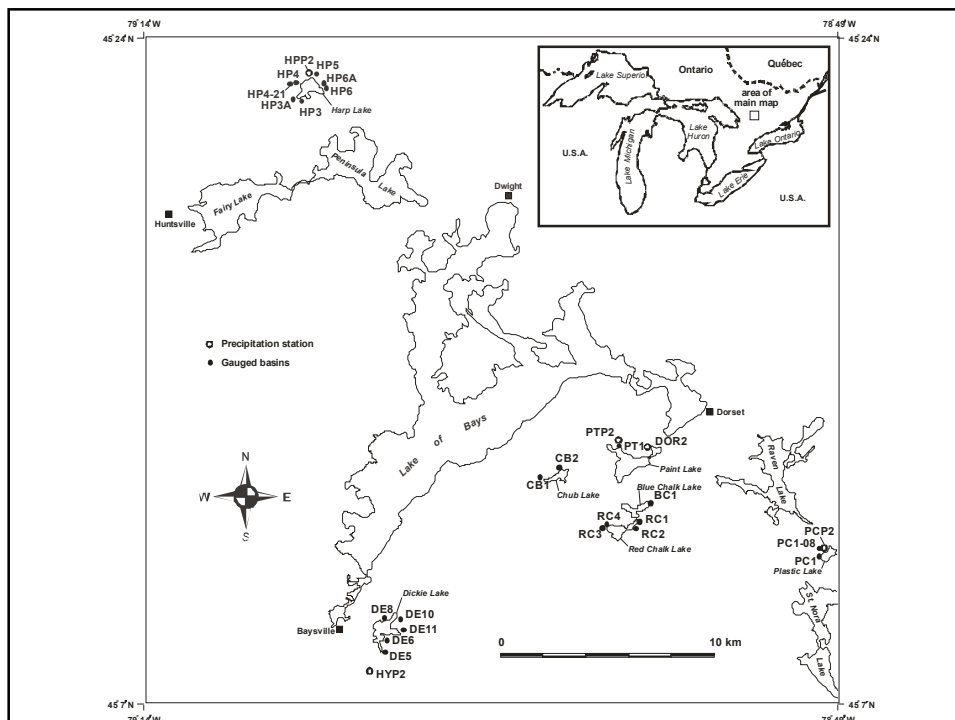 79° 14' W
78° 49' W
45° 24' N
45° 24' N
HPP2
HP5
HP4
HP6A
HP6
HP4-21
HP3A
HP3
Harp Lake
Ontario
Québec
Lake Superio
area of
main map
Lake
Huron
Lake Ontario
U.S.A.
Lake Michigan
Lake Erie
U.S.A.
Peninsula
Lake
Fairy Lake
Huntsville
Dwight
Precipitation station
Gauged basins
Lake of Bays
Dorset
PTP2
PT1
DOR2
Paint Lake
CB2
CB1
Chub Lake
Blue Chalk Lake
BC1
RC4
RC1
RC3
RC2
Red Chalk Lake
Raven
Lake
PCP2
PC1-08
PC1
Plastic Lake
St. Nora
Lake
N
W
E
S
Dickie Lake
DE8
DE10
Baysville
DE11
DE6
DE5
HYP2
0
10 km
45° 7' N
45° 7' N
79° 14' W
78° 49' W